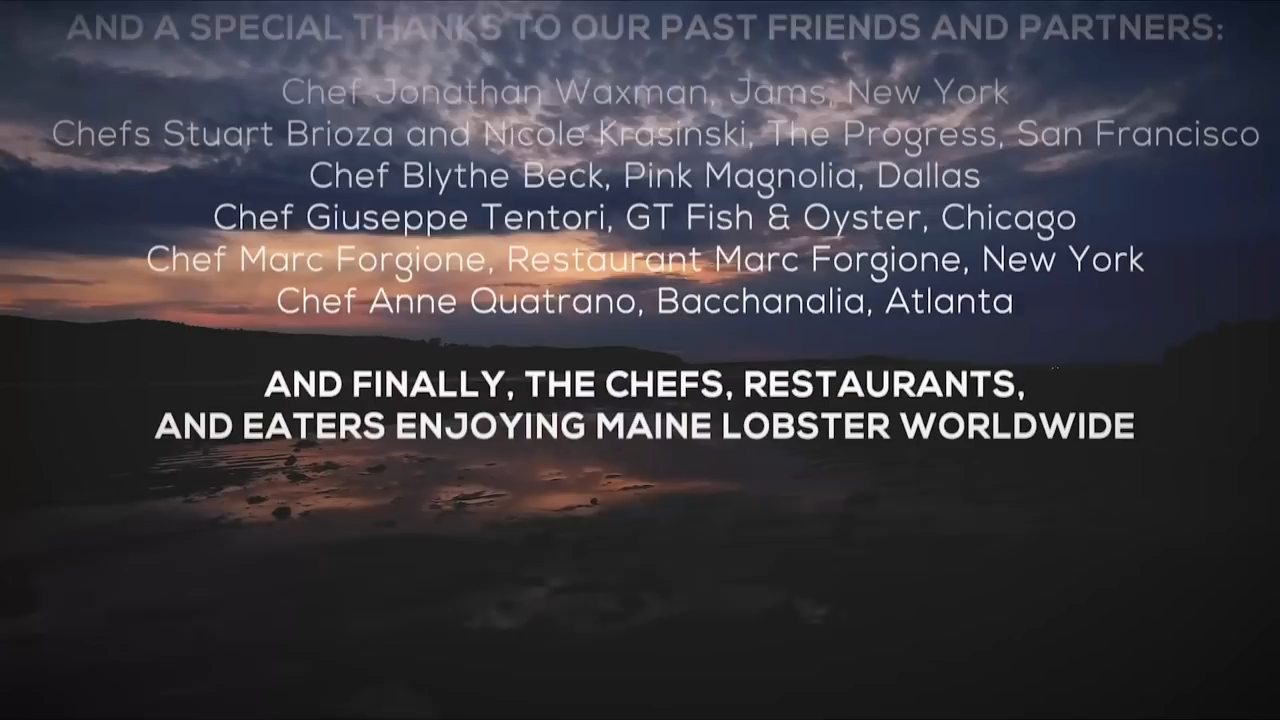 AND A SPECIAL THANKS TO OUR PAST FRIENDS AND PARTNERS:
Chef Jonathan Waxman, Jams, New York
Chefs Stuart Brioza and Nicole Krasinski, The Progress, San Francisco
Chef Blythe Beck, Pink Magnolia, Dallas
Chef Giuseppe Tentori, GT Fish & Oyster, Chicago
Chef Marc Forgione, Restaurant Marc Forgione, New York
Chef Anne Quatrano, Bacchanalia, Atlanta
AND FINALLY, THE CHEFS, RESTAURANTS,
AND EATERS ENJOYING MAINE LOBSTER WORLDWIDE